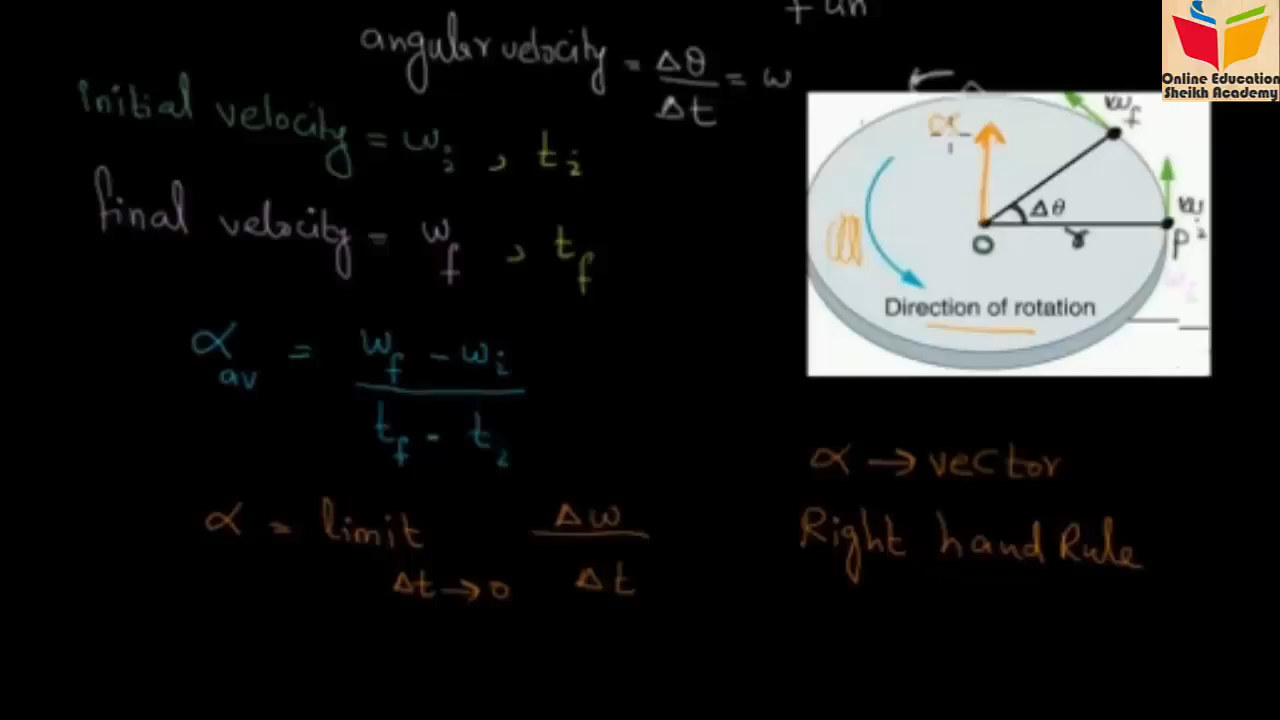 angular velocity = Δθ/Δt = ω
Initial velocity = ωi , ti
final velocity = ωf , tf
αav = ωf - ωi / tf - ti
α = limit Δω/Δt
Δt → 0
Online Education
Sheikh Academy
ωf
α
Δθ
ωi
O
r
P
Direction of rotation
α → vector
Right hand Rule